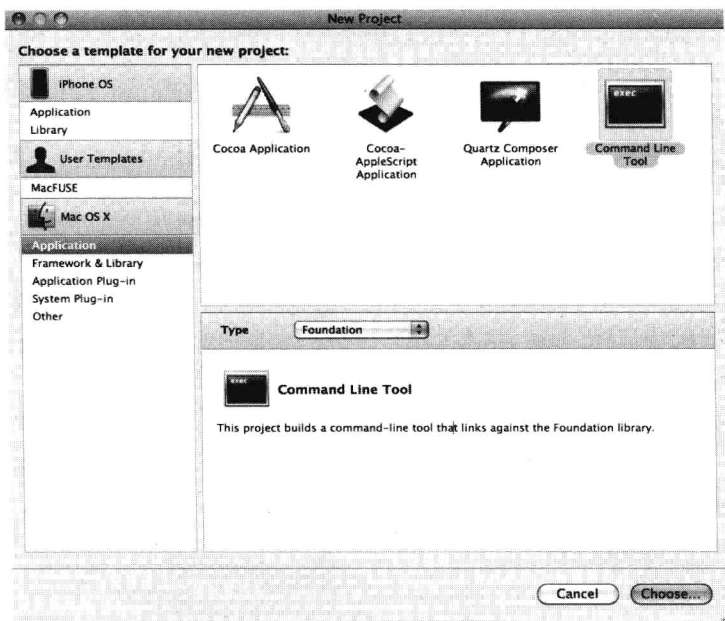 New Project
Choose a template for your new project:
iPhone OS
Application
Library
User Templates
MacFUSE
Mac OS X
Application
Framework & Library
Application Plug-in
System Plug-in
Other
Cocoa Application
Cocoa-
AppleScript
Application
Quartz Composer
Application
exec
Command Line
Tool
Type
Foundation
exec
Command Line Tool
This project builds a command-line tool that links against the Foundation library.
Cancel
Choose...